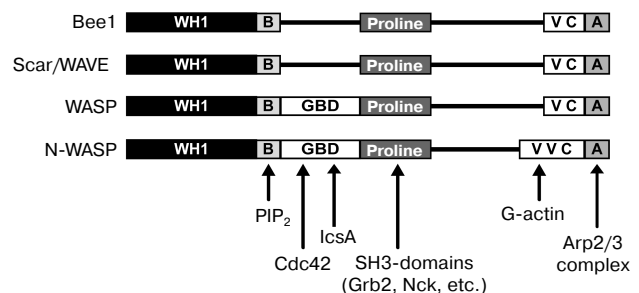 Bee1 WH1 B Proline V C A
Scar/WAVE WH1 B Proline V C A
WASP WH1 B GBD Proline V C A
N-WASP WH1 B GBD Proline V V C A
PIP2
IcsA
G-actin
Cdc42
SH3-domains
(Grb2, Nck, etc.)
Arp2/3
complex